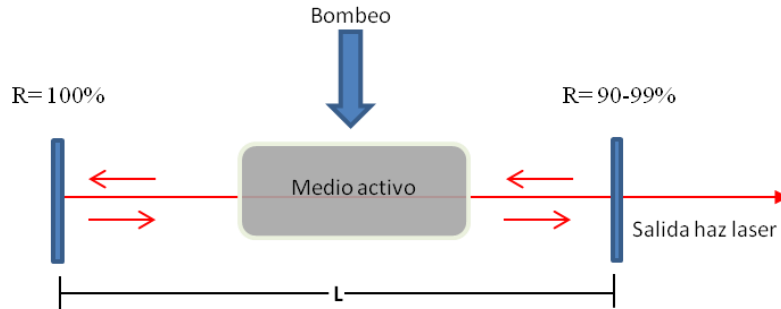 Bombeo
R= 100%
R= 90-99%
Medio activo
Salida haz laser
L